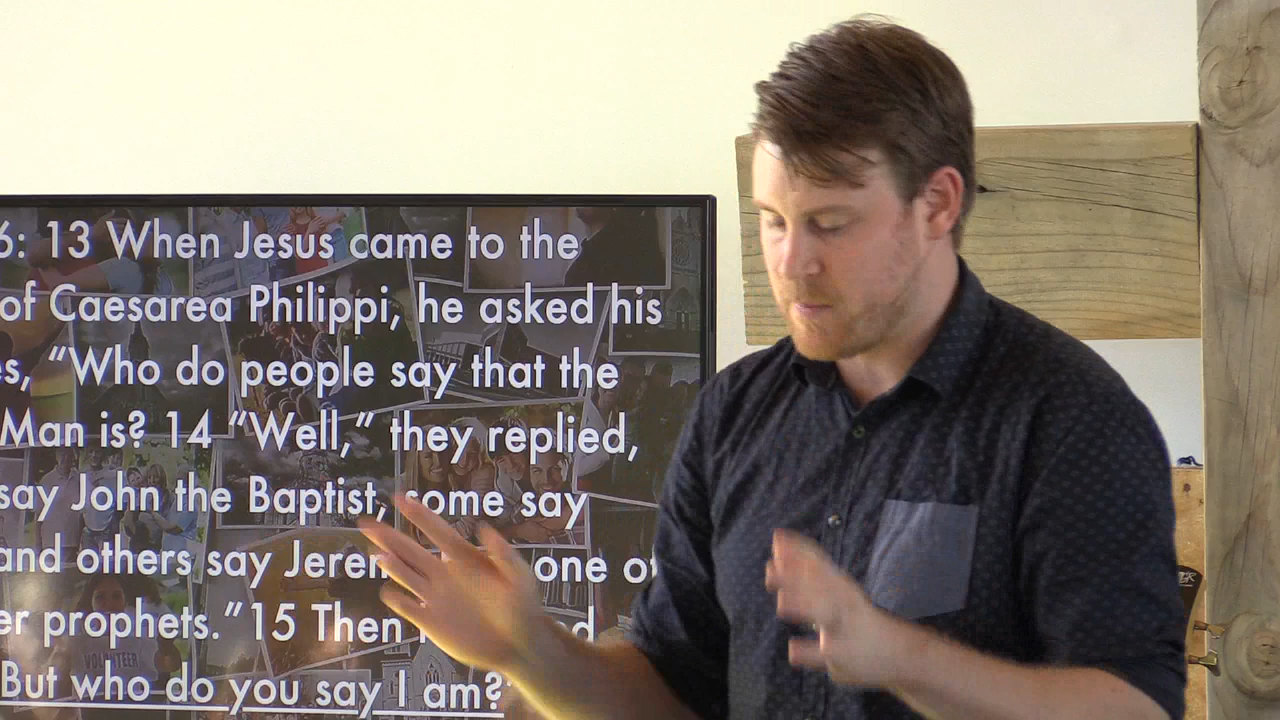 6: 13 When Jesus came to the
of Caesarea Philippi, he asked his
es, “Who do people say that the
Man is? 14 “Well,” they replied,
say John the Baptist, some say
and others say one
er prophets.” 15 Then
But who do you say I am?
VOLUNTEER